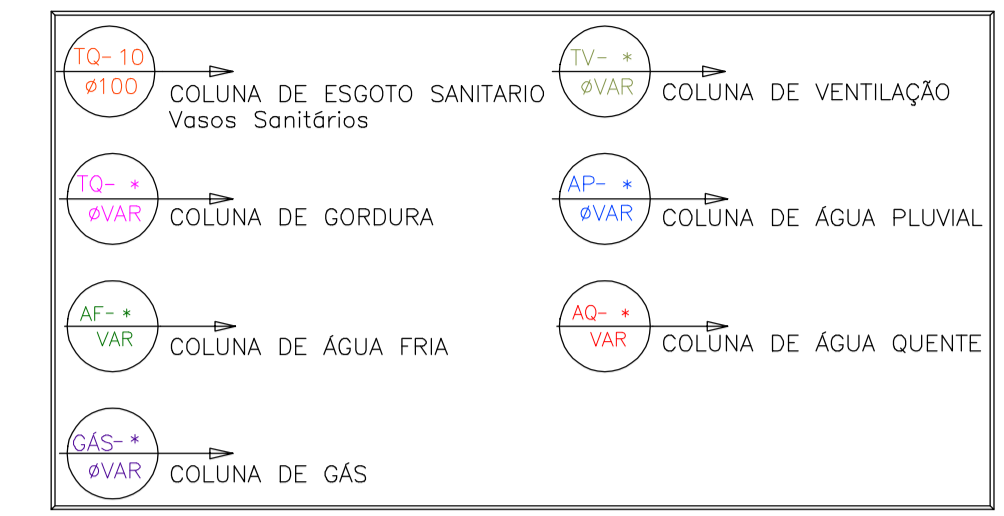 TQ-10
ø100
COLUNA DE ESGOTO SANITARIO
Vasos Sanitários
TV- *
øVAR
COLUNA DE VENTILAÇÃO
TQ- *
øVAR
COLUNA DE GORDURA
AP- *
øVAR
COLUNA DE ÁGUA PLUVIAL
AF- *
VAR
COLUNA DE ÁGUA FRIA
AQ- *
VAR
COLUNA DE ÁGUA QUENTE
GÁS- *
øVAR
COLUNA DE GÁS